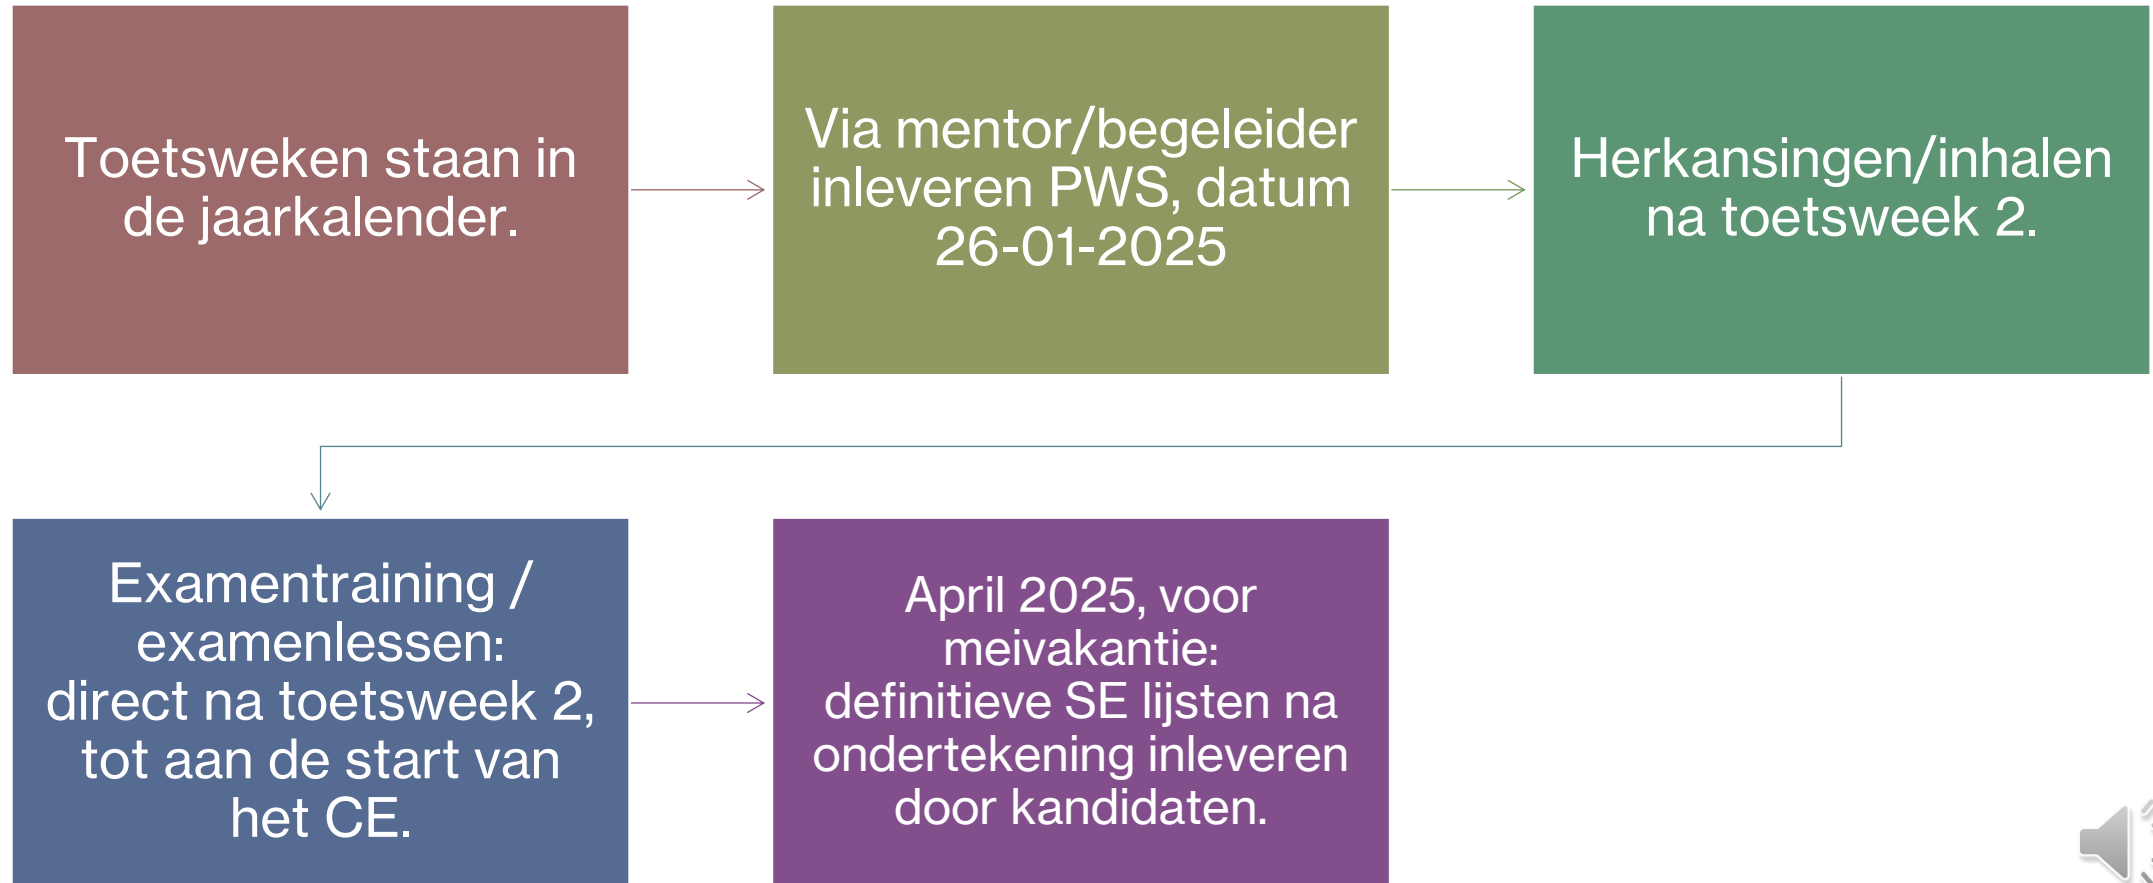 Toetsweken staan in
de jaarkalender.
Via mentor/begeleider
inleveren PWS, datum
26-01-2025
Herkansingen/inhalen
na toetsweek 2.
Examentraining /
examenlessen:
direct na toetsweek 2,
tot aan de start van
het CE.
April 2025, voor
meivakantie:
definitieve SE lijsten na
ondertekening inleveren
door kandidaten.